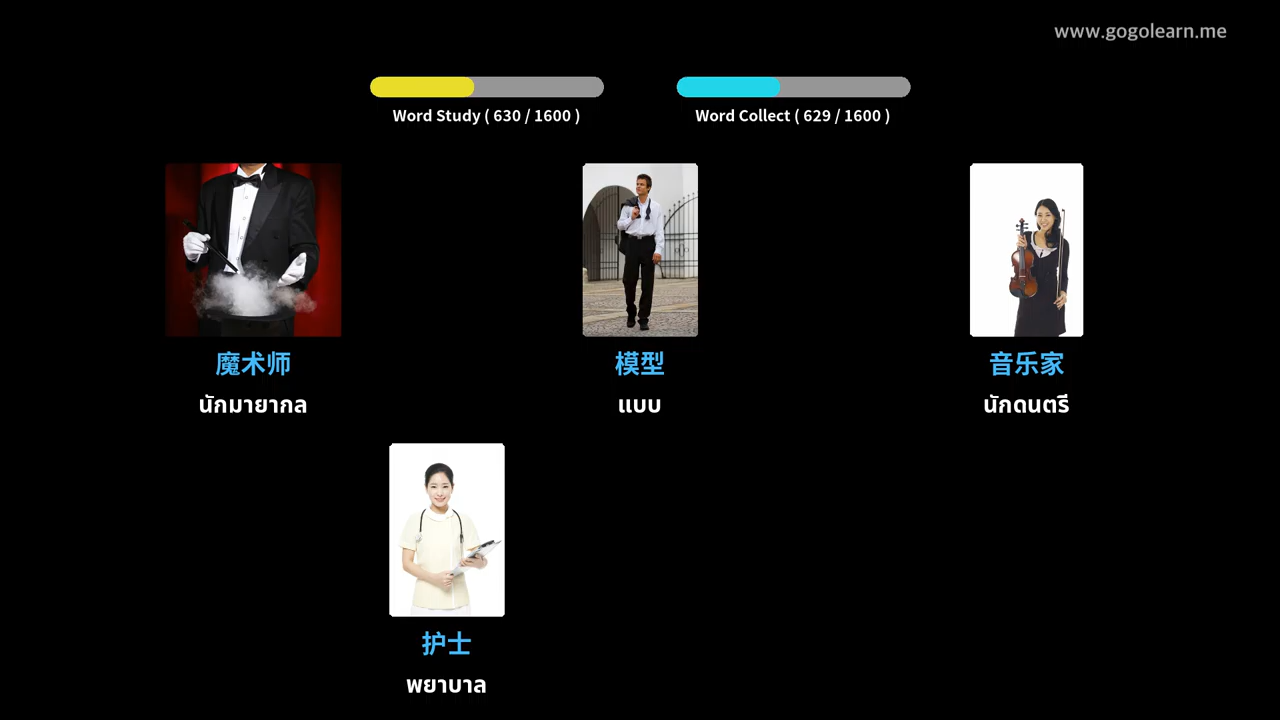 www.gogolearn.me
Word Study ( 630 / 1600 )
Word Collect ( 629 / 1600 )
魔术师
นักมายากล
模型
แบบ
音乐家
นักดนตรี
护士
พยาบาล